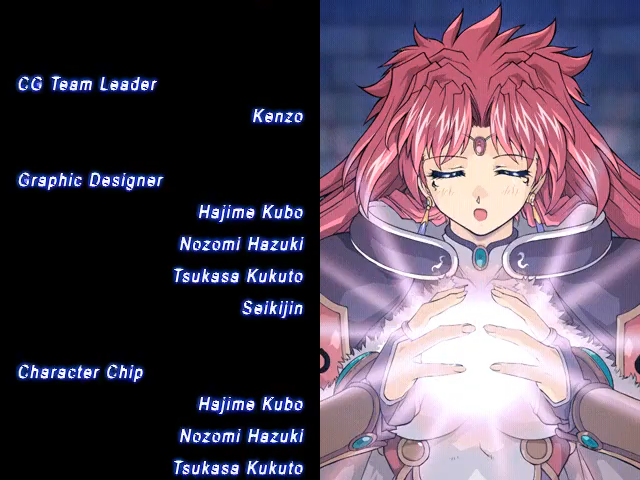 CG Team Leader
Kenzo
Graphic Designer
Hajime Kubo
Nozomi Hazuki
Tsukasa Kukuto
Seikijin
Character Chip
Hajime Kubo
Nozomi Hazuki
Tsukasa Kukuto